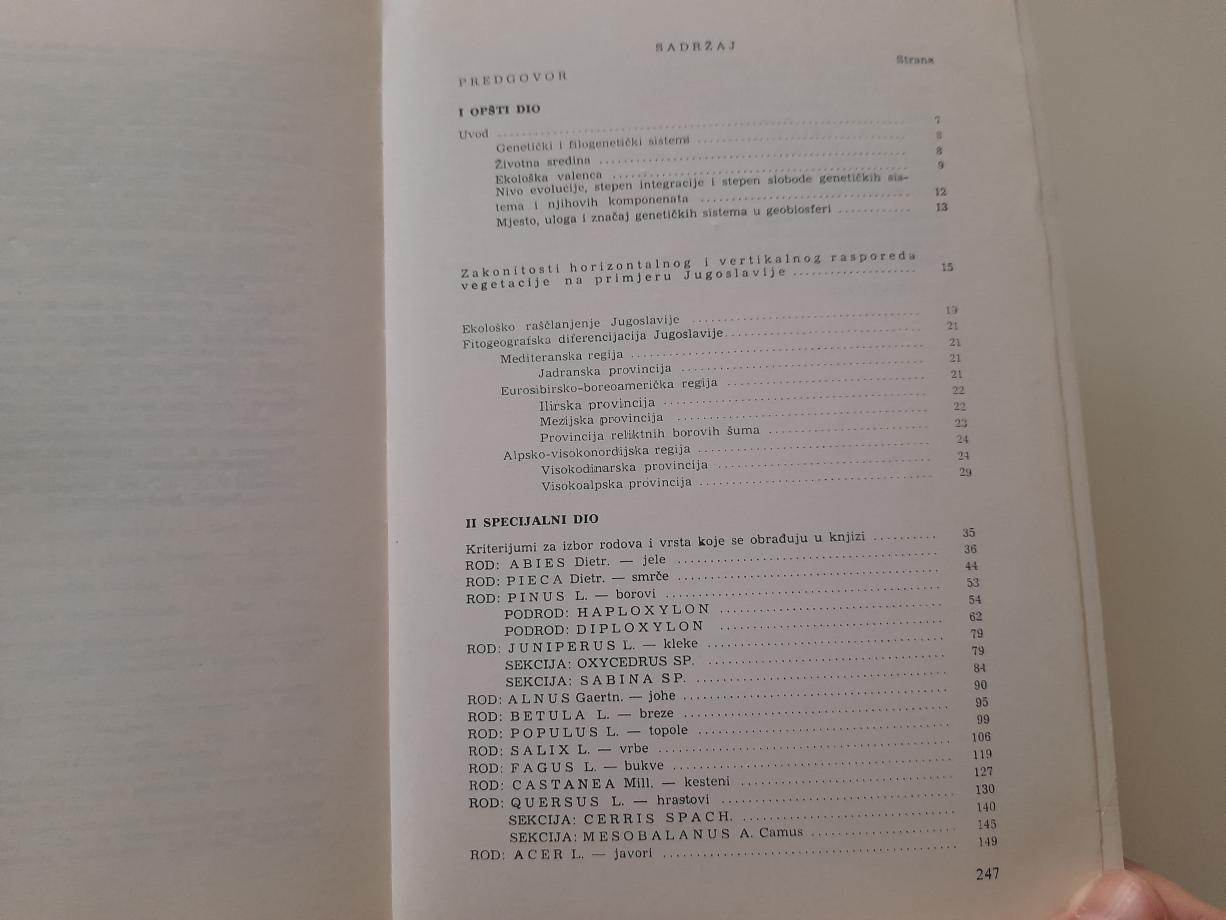 SADRŽAJ
Strana
PREDGOVOR
I OPŠTI DIO
Uvod .......... 7
Genetički i filogenetički sistemi .......... 8
Životna sredina .......... 8
Ekološka valenca .......... 9
Nivo evolucije, stepen integracije i stepen slobode genetičkih sis-
tema i njihovih komponenata .......... 12
Mjesto, uloga i značaj genetičkih sistema u geobiosferi .......... 13
Zakonitosti horizontalnog i vertikalnog rasporeda
vegetacije na primjeru Jugoslavije .......... 15
Ekološko raščlanjenje Jugoslavije .......... 19
Fitogeografska diferencijacija Jugoslavije .......... 21
Mediteranska regija .......... 21
Jadranska provincija .......... 21
Eurosibirsko-boreoamerička regija .......... 21
Ilirska provincija .......... 22
Mezijska provincija .......... 22
Provincija reliktnih borovih šuma .......... 23
Alpsko-visokonordijska regija .......... 24
Visokodinarska provincija .......... 24
Visokoalpska provincija .......... 29
II SPECIJALNI DIO
Kriterijumi za izbor rodova i vrsta koje se obrađuju u knjizi .......... 35
ROD: ABIES Dietr. — jele .......... 36
ROD: PIECA Dietr. — smrče .......... 44
ROD: PINUS L. — borovi .......... 53
PODROD: HAPLOXYLON .......... 54
PODROD: DIPLOXYLON .......... 62
ROD: JUNIPERUS L. — kleke .......... 79
SEKCIJA: OXYCEDRUS SP. .......... 79
SEKCIJA: SABINA SP. .......... 84
ROD: ALNUS Gaertn. — johe .......... 90
ROD: BETULA L. — breze .......... 95
ROD: POPULUS L. — topole .......... 99
ROD: SALIX L. — vrbe .......... 106
ROD: FAGUS L. — bukve .......... 119
ROD: CASTANEA Mill. — kesteni .......... 127
ROD: QUERSUS L. — hrastovi .......... 130
SEKCIJA: CERRIS SPACH. .......... 140
SEKCIJA: MESOBALANUS A. Camus .......... 145
ROD: ACER L. — javori .......... 149
247